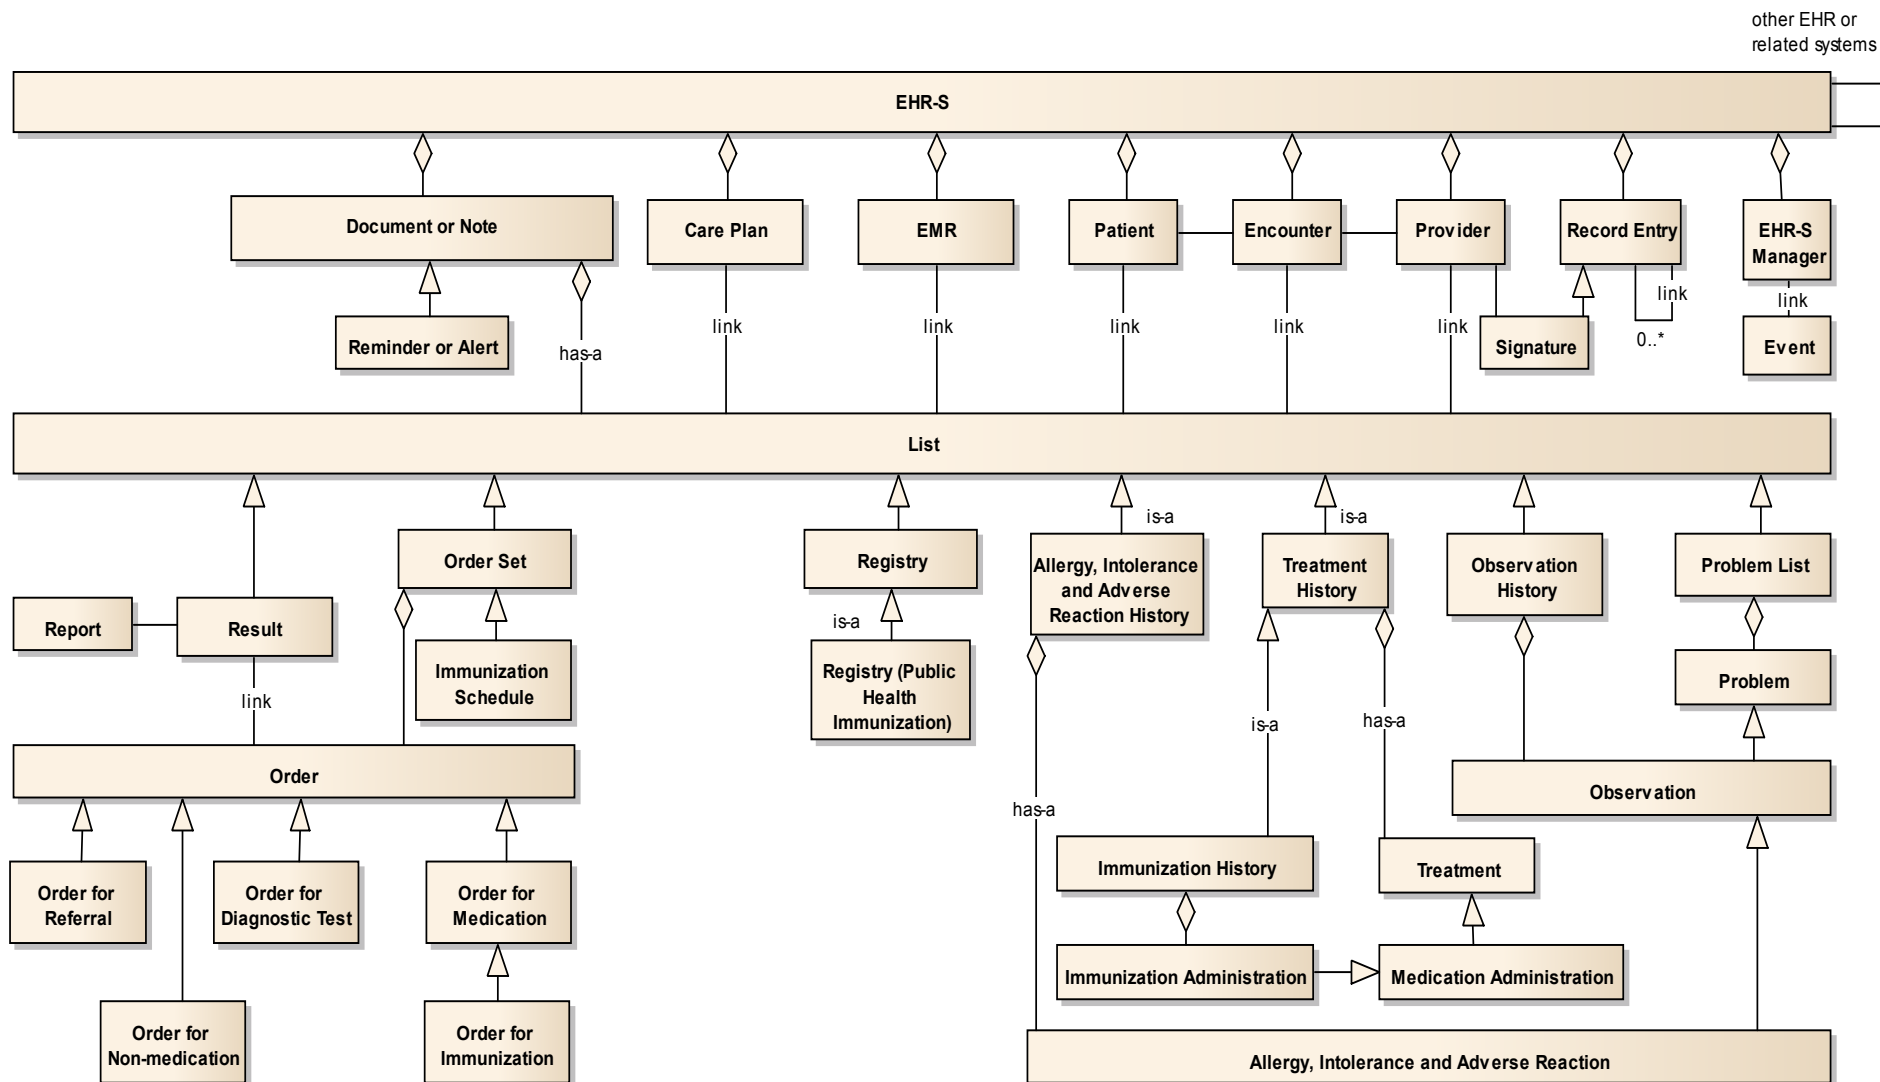 other EHR or
related systems
EHR-S
Document or Note
Care Plan
EMR
Patient
Encounter
Provider
Record Entry
EHR-S
Manager
Reminder or Alert
has-a
link
link
link
link
link
Signature
link
0..*
link
Event
List
is-a
is-a
Order Set
Registry
Allergy, Intolerance
and Adverse
Reaction History
Treatment
History
Observation
History
Problem List
Report
Result
is-a
Immunization
Schedule
Registry (Public
Health
Immunization)
Problem
link
is-a
has-a
Order
Observation
has-a
Immunization History
Treatment
Order for
Referral
Order for
Diagnostic Test
Order for
Medication
Immunization Administration
Medication Administration
Order for
Non-medication
Order for
Immunization
Allergy, Intolerance and Adverse Reaction